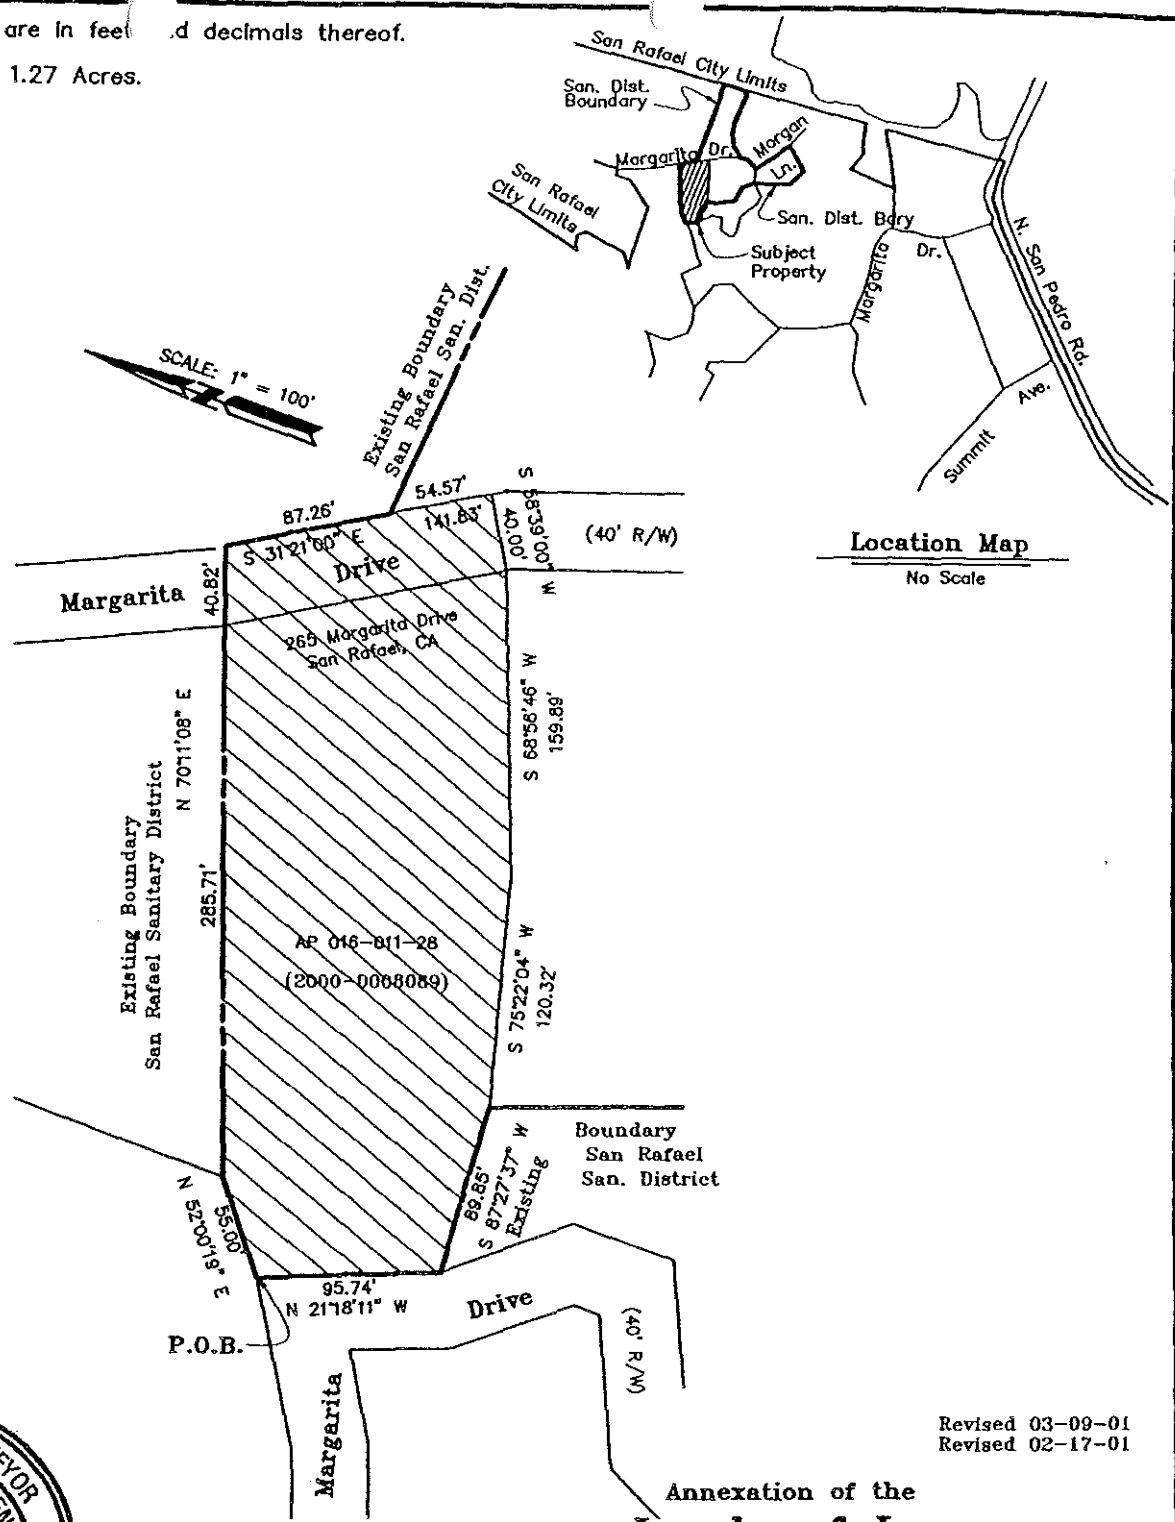 are in feet d decimals thereof.
1.27 Acres.
San Rafael City Limits
San. Dist.
Boundary
Margarita Dr.
Morgan
Ln.
San Rafael
City Limits
San. Dist. Bdry
Subject
Property
Margarita
Dr.
N. San Pedro Rd.
Summit
Ave.
Location Map
No Scale
SCALE: 1" = 100'
Existing Boundary
San Rafael San. Dist.
87.26'
54.57'
S 31°21'00" E
141.83'
S 58°39'00" W
40.00'
(40' R/W)
Margarita
Drive
40.82'
265 Margarita Drive
San Rafael, CA
S 68°56'46" W
159.89'
N 70°11'08" E
285.71'
Existing Boundary
San Rafael Sanitary District
AP 016-011-28
(2000-0008089)
S 75°22'04" W
120.32'
Boundary
San Rafael
San. District
89.85'
S 87°27'37" W
Existing
N 52°00'19" E
55.00'
95.74'
N 21°18'11" W
P.O.B.
Drive
(40' R/W)
Margarita
Revised 03-09-01
Revised 02-17-01
Annexation of the